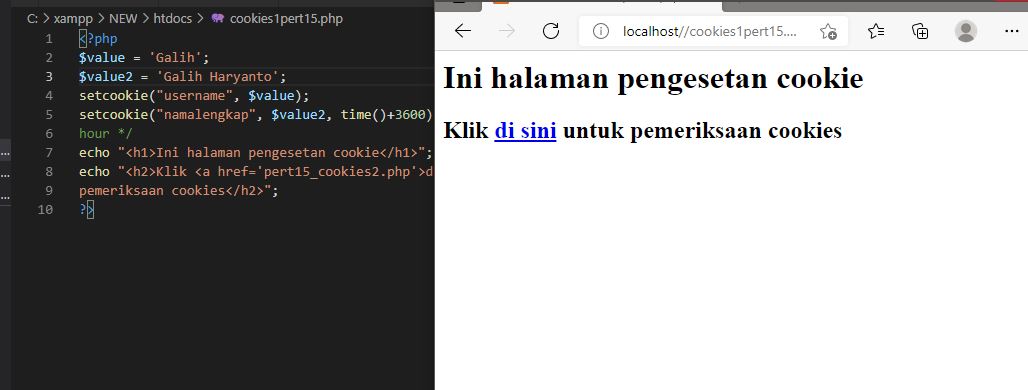 C: > xampp > NEW > htdocs > cookies1pert15.php
1 <?php
2 $value = 'Galih';
3 $value2 = 'Galih Haryanto';
4 setcookie("username", $value);
5 setcookie("namalengkap", $value2, time()+3600)
6 hour */
7 echo "<h1>Ini halaman pengesetan cookie</h1>";
8 echo "<h2>Klik <a href='pert15_cookies2.php'>d
9 pemeriksaan cookies</h2>";
10 ?>
localhost//cookies1pert15....
Ini halaman pengesetan cookie
Klik di sini untuk pemeriksaan cookies